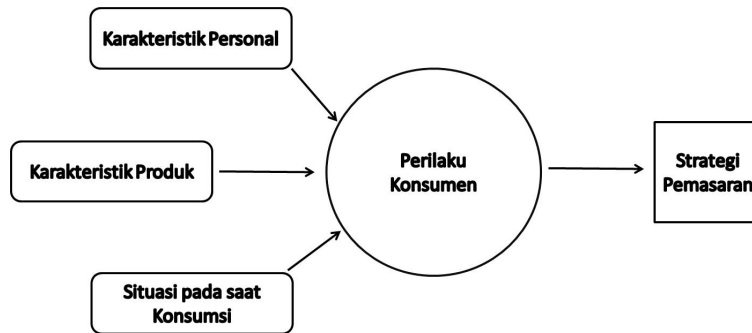 Karakteristik Personal
Karakteristik Produk
Situasi pada saat
Konsumsi
Perilaku
Konsumen
Strategi
Pemasaran